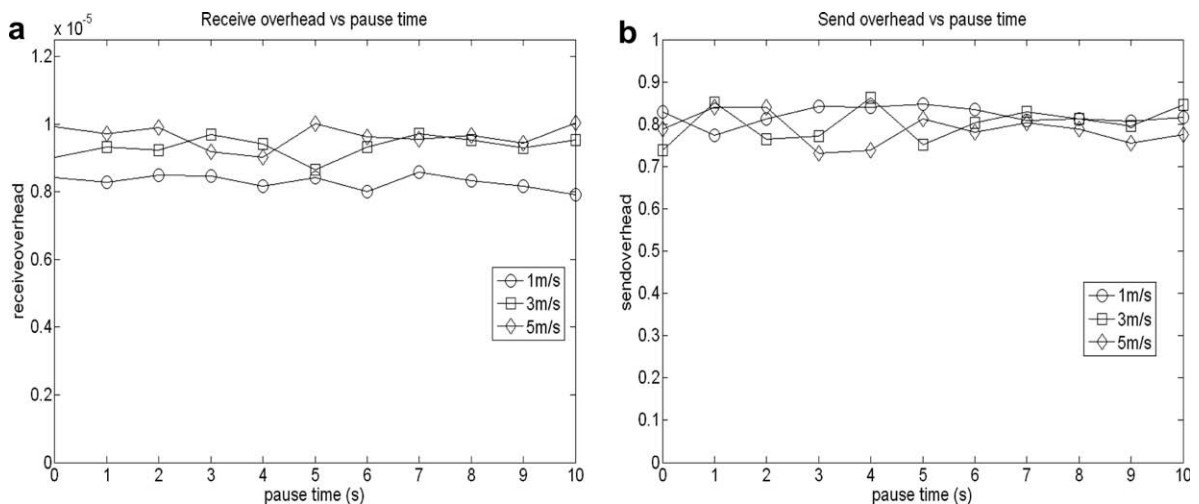 a
Receive overhead vs pause time
x 10-5
1.2
1
0.8
0.6
0.4
0.2
0
receiveoverhead
0 1 2 3 4 5 6 7 8 9 10
pause time (s)
1m/s
3m/s
5m/s
b
Send overhead vs pause time
1
0.9
0.8
0.7
0.6
0.5
0.4
0.3
0.2
0.1
0
sendoverhead
0 1 2 3 4 5 6 7 8 9 10
pause time (s)
1m/s
3m/s
5m/s